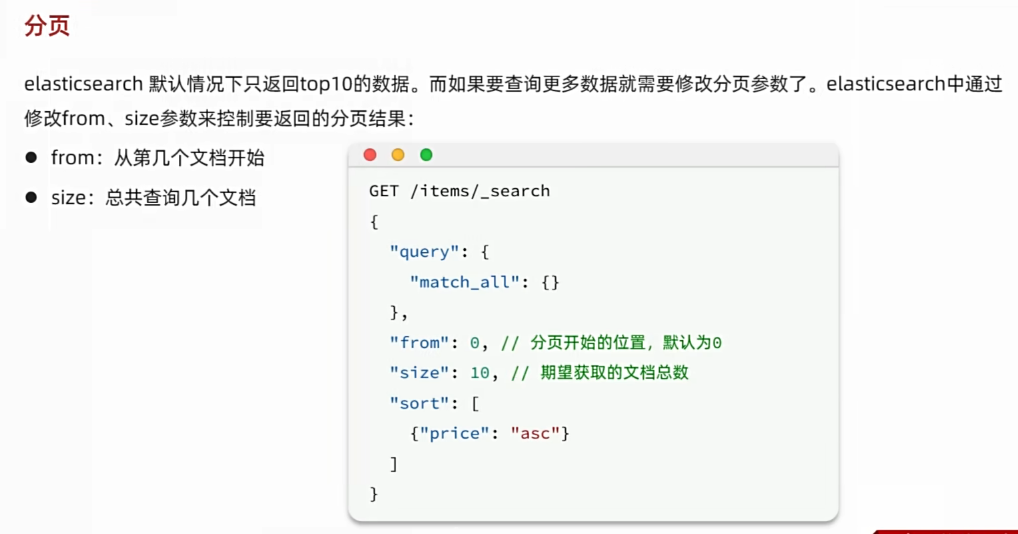 分页
elasticsearch 默认情况下只返回top10的数据。而如果要查询更多数据就需要修改分页参数了。elasticsearch中通过
修改from、size参数来控制要返回的分页结果：
● from：从第几个文档开始
● size：总共查询几个文档
GET /items/_search
{
  "query": {
    "match_all": {}
  },
  "from": 0, // 分页开始的位置，默认为0
  "size": 10, // 期望获取的文档总数
  "sort": [
    {"price": "asc"}
  ]
}